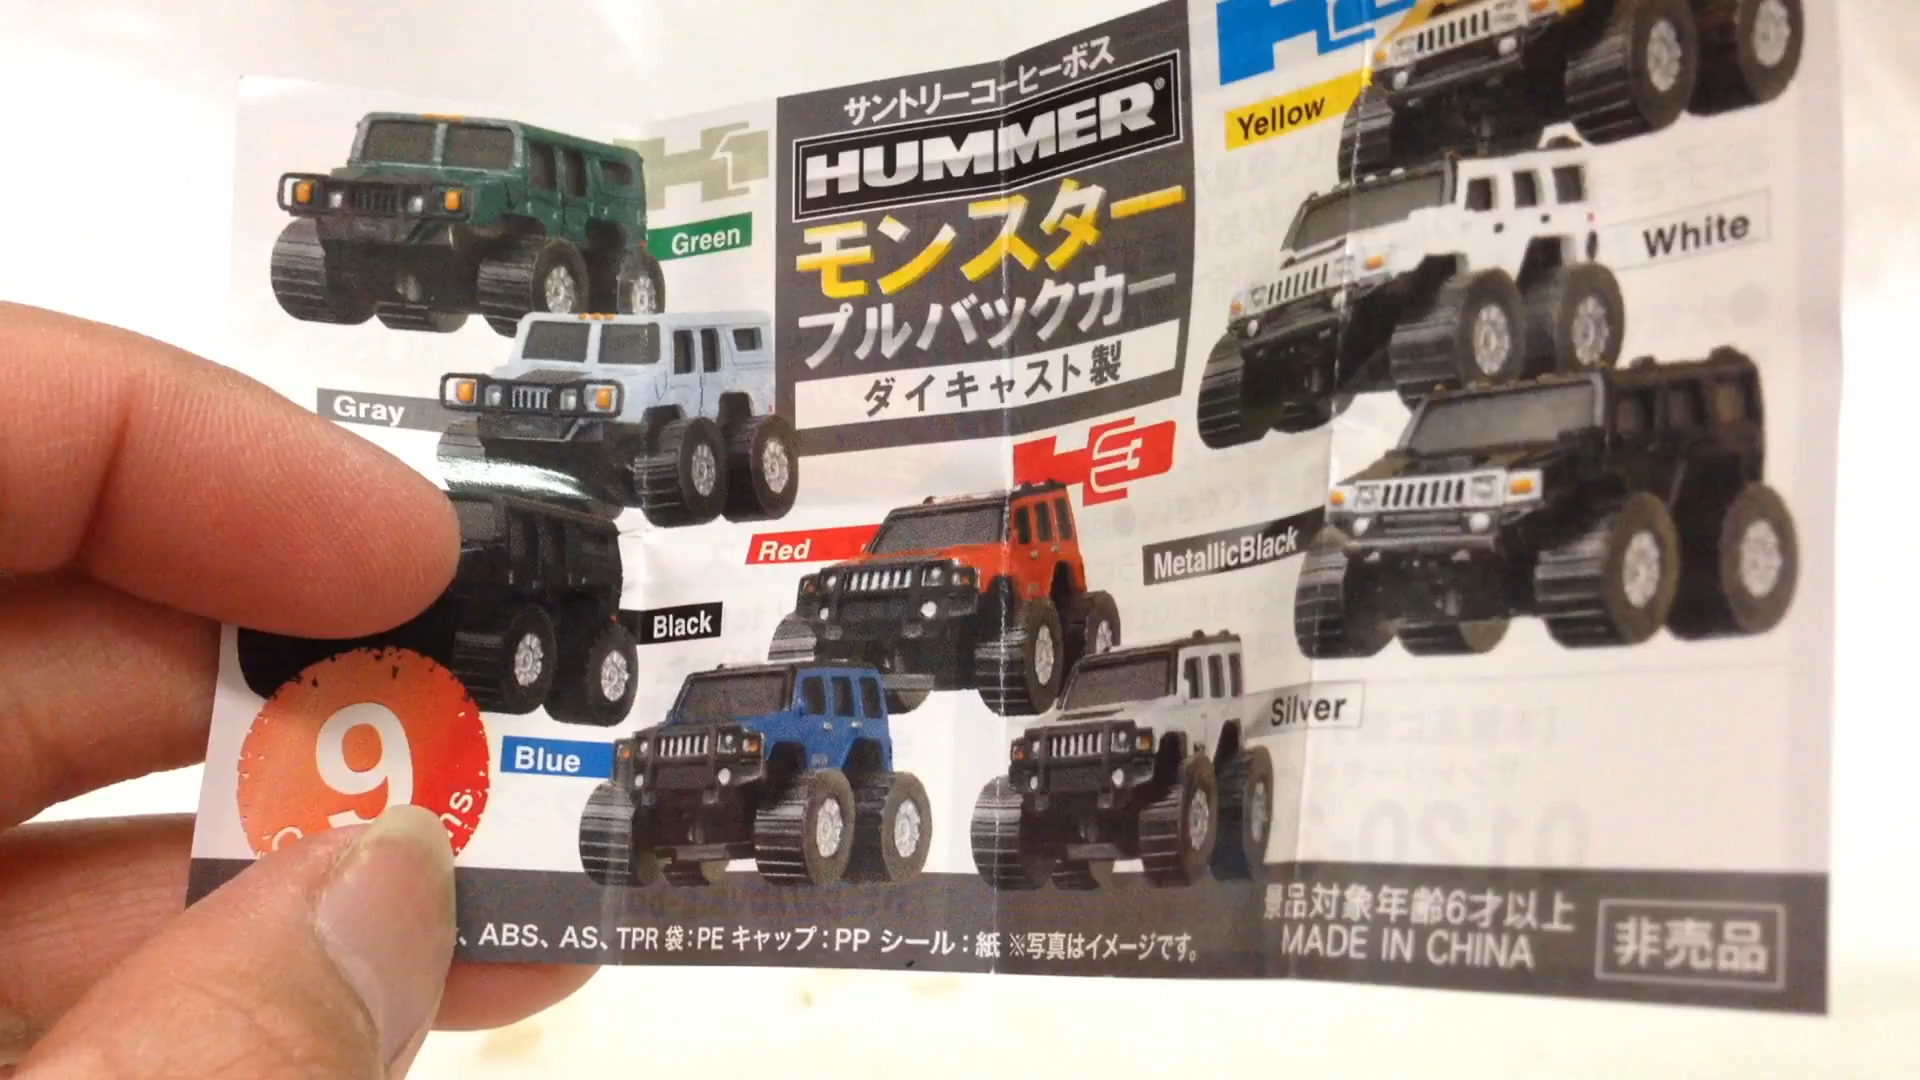 サントリーコーヒーボス
HUMMER®
モンスター
プルバックカー
ダイキャスト製
H1
Green
Gray
Black
H3
Red
Blue
Silver
Yellow
White
MetallicBlack
9
、ABS、AS、TPR 袋:PE キャップ:PP シール:紙 ※写真はイメージです。
景品対象年齢6才以上
MADE IN CHINA
非売品